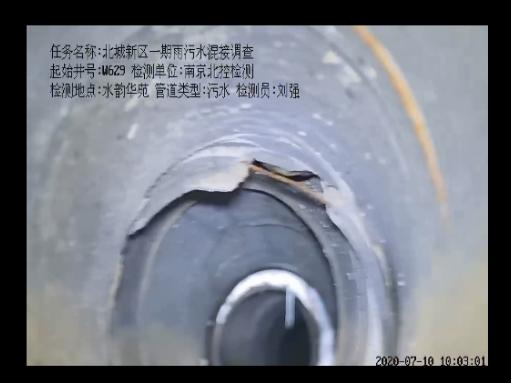 任务名称:北城新区一期雨污水混接调查
起始井号:W629 检测单位:南京北控检测
检测地点:水韵华苑 管道类型:污水 检测员:刘强
2020-07-10 10:03:01